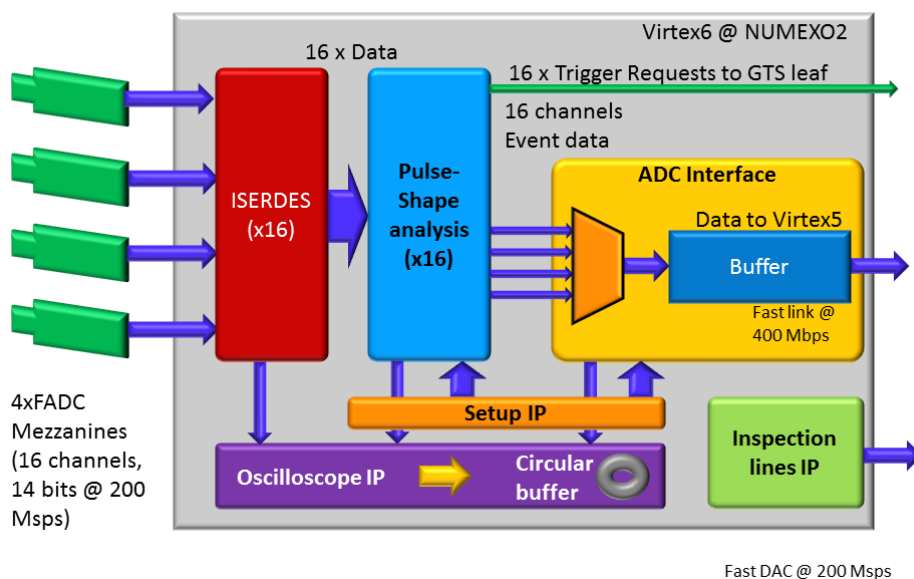 Virtex6 @ NUMEXO2
16 x Data
16 x Trigger Requests to GTS leaf
16 channels
Event data
ISERDES
(x16)
Pulse-
Shape
analysis
(x16)
ADC Interface
Data to Virtex5
Buffer
Fast link @
400 Mbps
4xFADC
Mezzanines
(16 channels,
14 bits @ 200
Msps)
Setup IP
Oscilloscope IP
Circular
buffer
Inspection
lines IP
Fast DAC @ 200 Msps